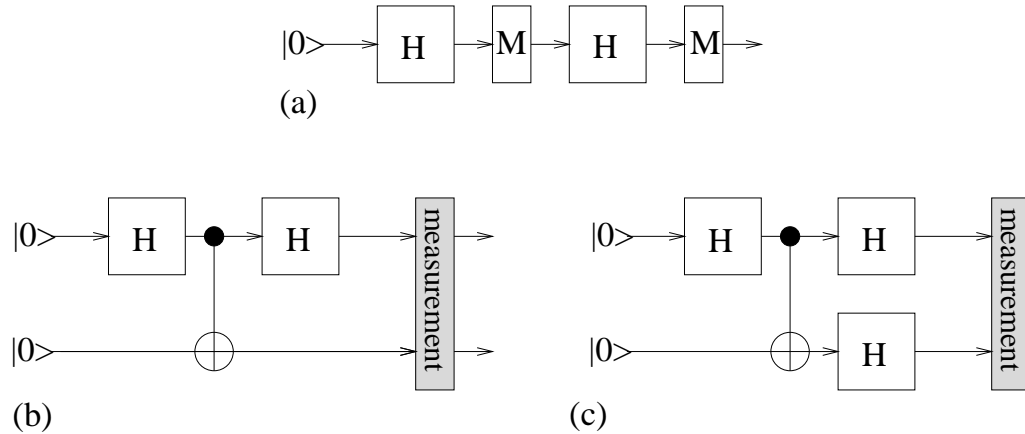 |0> H M H M
(a)
|0> H H measurement
|0>
(b)
|0> H H measurement
|0> H
(c)